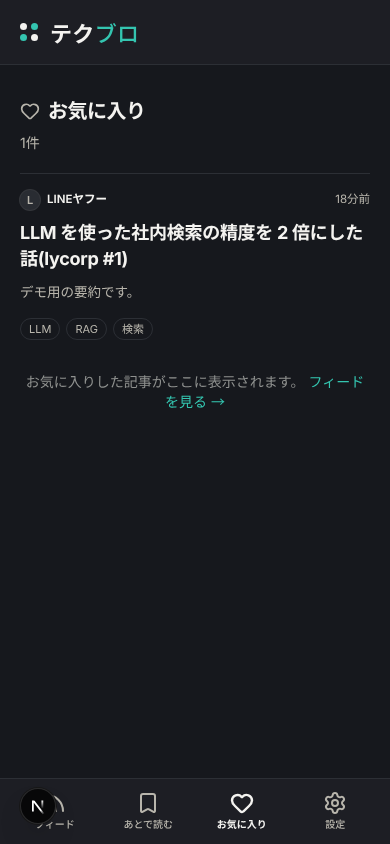 テクブロ
お気に入り
1件
L LINEヤフー 18分前
LLM を使った社内検索の精度を 2 倍にした
話(lycorp #1)
デモ用の要約です。
LLM RAG 検索
お気に入りした記事がここに表示されます。 フィード
を見る →
N
フィード あとで読む お気に入り 設定